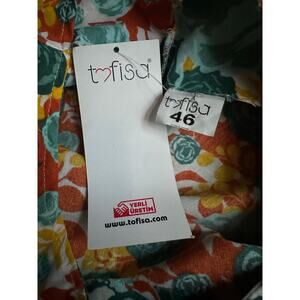 tofisa®
tofisa
46
YERLİ
ÜRETİM
www.tofisa.com